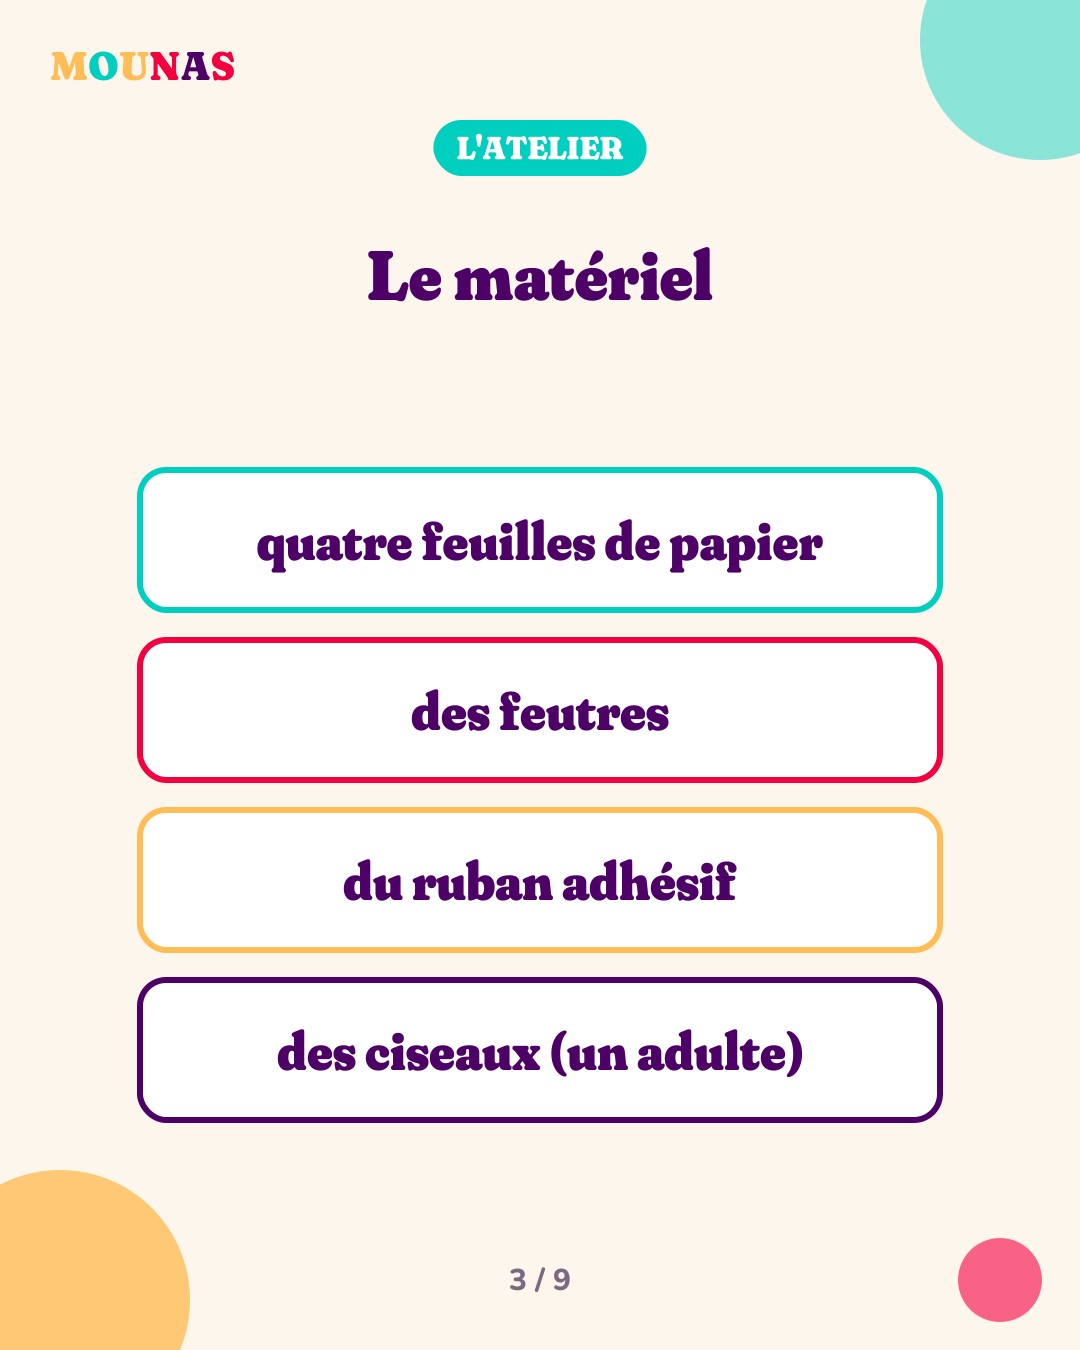 MOUNAS
L'ATELIER
Le matériel
quatre feuilles de papier
des feutres
du ruban adhésif
des ciseaux (un adulte)
3 / 9